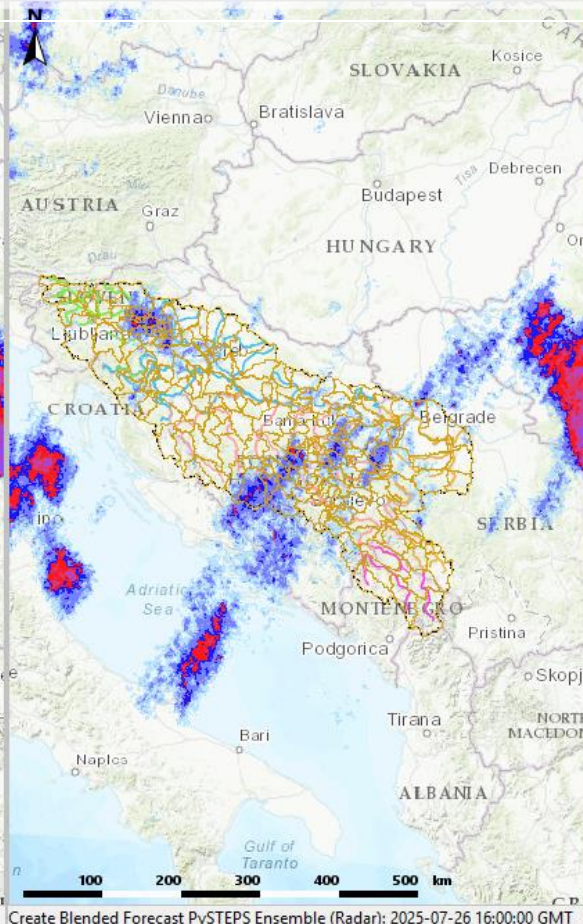 N
SLOVAKIA
Kosice
Danube
Vienna
Bratislava
Debrecen
Tisa
Budapest
AUSTRIA
Graz
HUNGARY
Drau
Ljubljana
CROATIA
Belgrade
SERBIA
Adriatic
Sea
MONTENEGRO
Pristina
Podgorica
Skopj
Tirana
NORT
MACEDON
Bari
Naples
ALBANIA
Gulf of
Taranto
100 200 300 400 500 km
Create Blended Forecast PySTEPS Ensemble (Radar): 2025-07-26 16:00:00 GMT